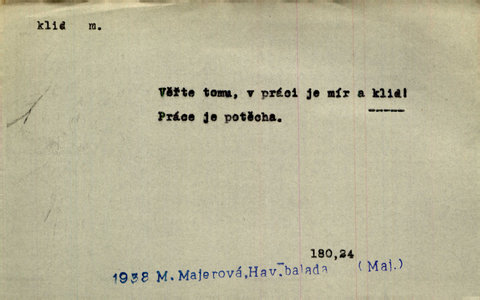 klid m.
Věřte tomu, v práci je mír a klid!
Práce je potěcha.
180,24
1938 M. Majerová, Hav. balada (Maj.)